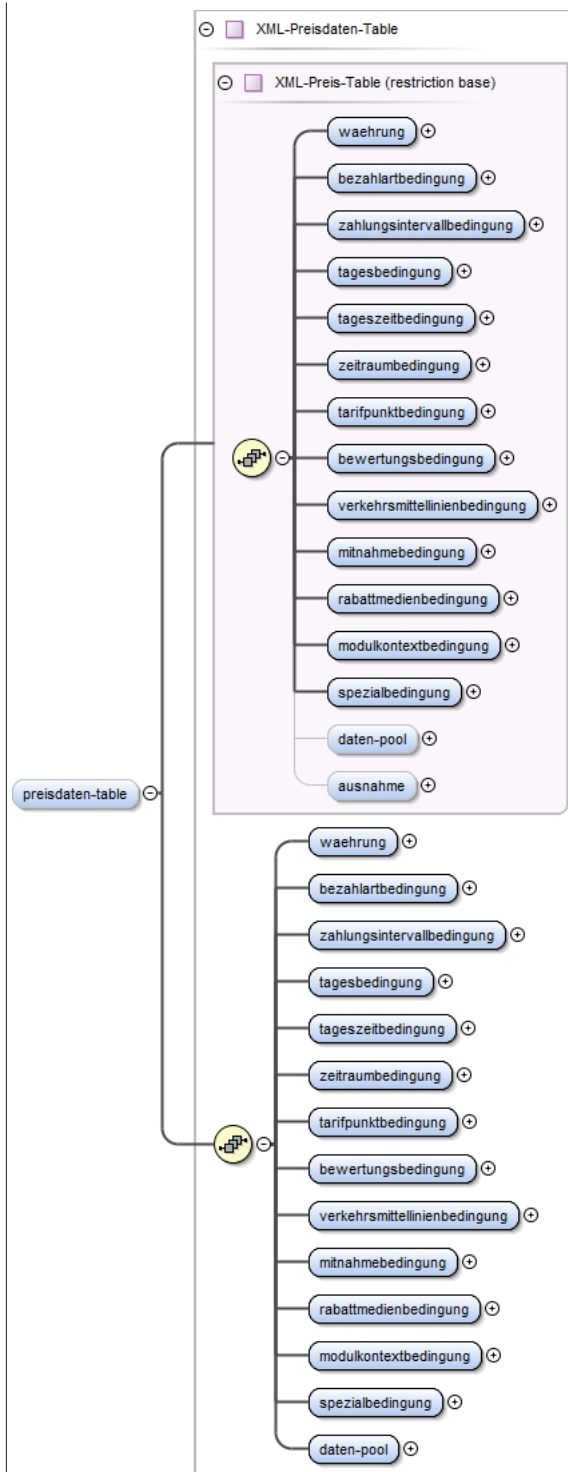 XML-Preisdaten-Table
XML-Preis-Table (restriction base)
waehrung
bezahlartbedingung
zahlungsintervallbedingung
tagesbedingung
tageszeitbedingung
zeitraumbedingung
tarifpunktbedingung
bewertungsbedingung
verkehrsmittellinienbedingung
mitnahmebedingung
rabattmedienbedingung
modulkontextbedingung
spezialbedingung
daten-pool
ausnahme
preisdaten-table
waehrung
bezahlartbedingung
zahlungsintervallbedingung
tagesbedingung
tageszeitbedingung
zeitraumbedingung
tarifpunktbedingung
bewertungsbedingung
verkehrsmittellinienbedingung
mitnahmebedingung
rabattmedienbedingung
modulkontextbedingung
spezialbedingung
daten-pool